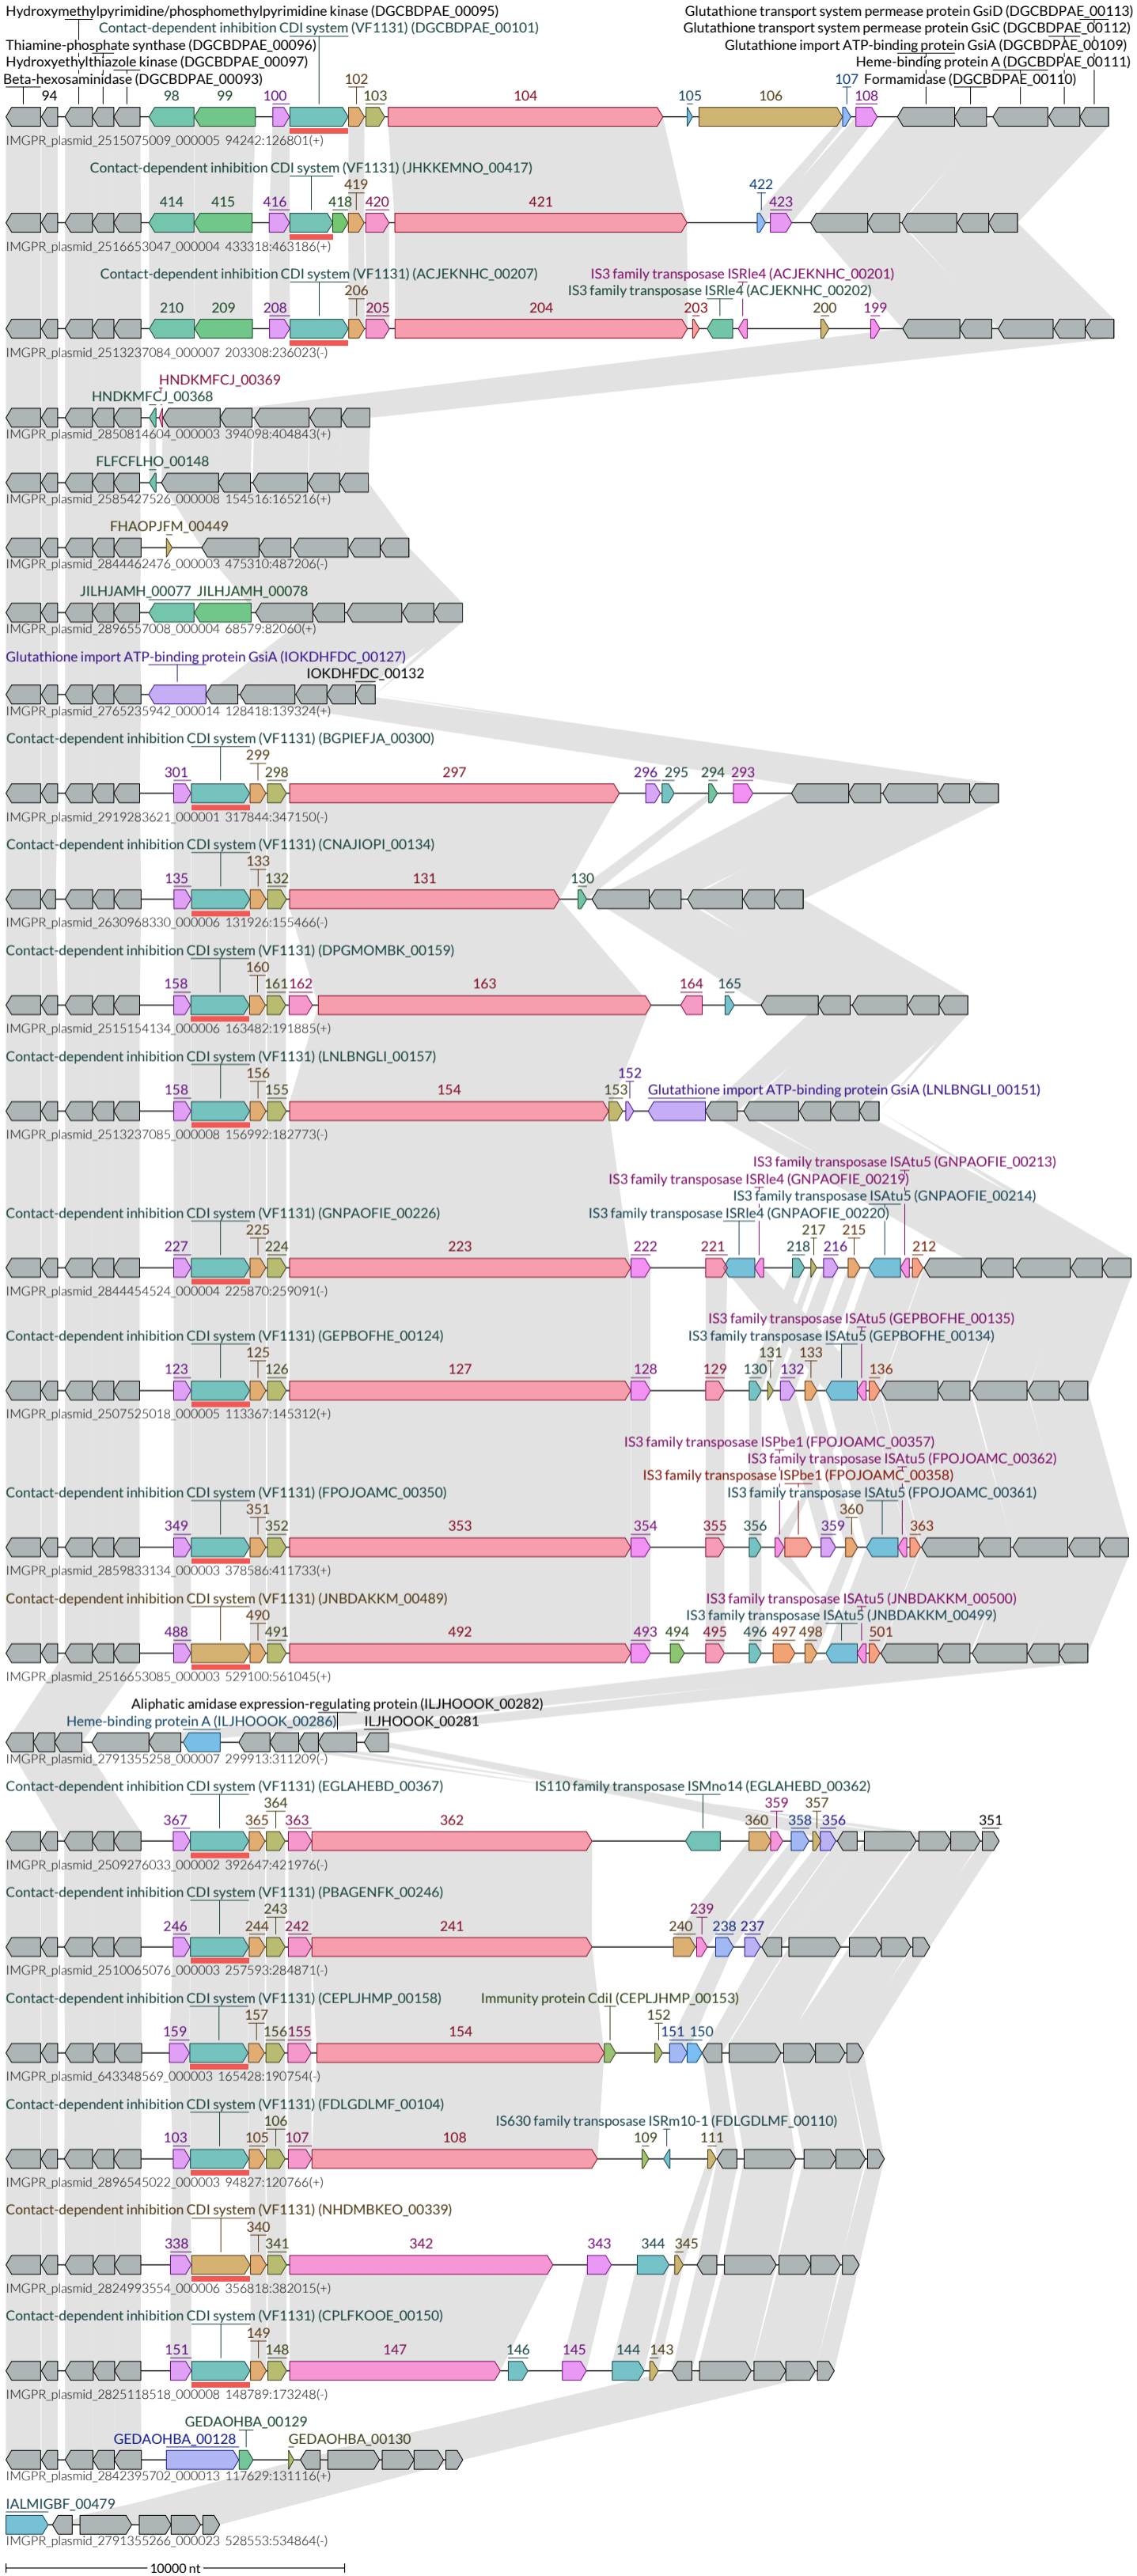 Hydroxymethylpyrimidine/phosphomethylpyrimidine kinase (DGCBDPAE_00095) Glutathione transport system permease protein GsiD (DGCBDPAE_00113)
Contact-dependent inhibition CDI system (VF1131) (DGCBDPAE_00101) Glutathione transport system permease protein GsiC (DGCBDPAE_00112)
Thiamine-phosphate synthase (DGCBDPAE_00096) Glutathione import ATP-binding protein GsiA (DGCBDPAE_00109)
Hydroxyethylthiazole kinase (DGCBDPAE_00097) Heme-binding protein A (DGCBDPAE_00111)
Beta-hexosaminidase (DGCBDPAE_00093) 102 107 Formamidase (DGCBDPAE_00110)
94 98 99 100 103 104 105 106 108
IMGPR_plasmid_2515075009_000005 94242:126801(+)
Contact-dependent inhibition CDI system (VF1131) (JHKKEMNO_00417)
419 422
414 415 416 418 420 421 423
IMGPR_plasmid_2516653047_000004 433318:463186(+)
Contact-dependent inhibition CDI system (VF1131) (ACJEKNHC_00207) IS3 family transposase ISRle4 (ACJEKNHC_00201)
206 IS3 family transposase ISRle4 (ACJEKNHC_00202)
210 209 208 205 204 203 200 199
IMGPR_plasmid_2513237084_000007 203308:236023(-)
HNDKMFCJ_00369
HNDKMFCJ_00368
IMGPR_plasmid_2850814604_000003 394098:404843(+)
FLFCFLHO_00148
IMGPR_plasmid_2585427526_000008 154516:165216(+)
FHAOPJFM_00449
IMGPR_plasmid_2844462476_000003 475310:487206(-)
JILHJAMH_00077 JILHJAMH_00078
IMGPR_plasmid_2896557008_000004 68579:82060(+)
Glutathione import ATP-binding protein GsiA (IOKDHFDC_00127)
IOKDHFDC_00132
IMGPR_plasmid_2765235942_000014 128418:139324(+)
Contact-dependent inhibition CDI system (VF1131) (BGPIEFJA_00300)
299
301 298 297 296 295 294 293
IMGPR_plasmid_2919283621_000001 317844:347150(-)
Contact-dependent inhibition CDI system (VF1131) (CNAJIOPI_00134)
133
135 132 131 130
IMGPR_plasmid_2630968330_000006 131926:155466(-)
Contact-dependent inhibition CDI system (VF1131) (DPGMOMBK_00159)
160
158 161 162 163 164 165
IMGPR_plasmid_2515154134_000006 163482:191885(+)
Contact-dependent inhibition CDI system (VF1131) (LNLBNGLI_00157)
156 152
158 155 154 153 Glutathione import ATP-binding protein GsiA (LNLBNGLI_00151)
IMGPR_plasmid_2513237085_000008 156992:182773(-)
IS3 family transposase ISAtu5 (GNPAOFIE_00213)
IS3 family transposase ISRle4 (GNPAOFIE_00219)
IS3 family transposase ISAtu5 (GNPAOFIE_00214)
Contact-dependent inhibition CDI system (VF1131) (GNPAOFIE_00226) IS3 family transposase ISRle4 (GNPAOFIE_00220)
225 217 215
227 224 223 222 221 218 216 212
IMGPR_plasmid_2844454524_000004 225870:259091(-)
IS3 family transposase ISAtu5 (GEPBOFHE_00135)
Contact-dependent inhibition CDI system (VF1131) (GEPBOFHE_00124) IS3 family transposase ISAtu5 (GEPBOFHE_00134)
125 131 133
123 126 127 128 129 130 132 136
IMGPR_plasmid_2507525018_000005 113367:145312(+)
IS3 family transposase ISPbe1 (FPOJOAMC_00357)
IS3 family transposase ISAtu5 (FPOJOAMC_00362)
IS3 family transposase ISPbe1 (FPOJOAMC_00358)
Contact-dependent inhibition CDI system (VF1131) (FPOJOAMC_00350) IS3 family transposase ISAtu5 (FPOJOAMC_00361)
351 360
349 352 353 354 355 356 359 363
IMGPR_plasmid_2859833134_000003 378586:411733(+)
Contact-dependent inhibition CDI system (VF1131) (JNBDAKKM_00489) IS3 family transposase ISAtu5 (JNBDAKKM_00500)
490 IS3 family transposase ISAtu5 (JNBDAKKM_00499)
488 491 492 493 494 495 496 497 498 501
IMGPR_plasmid_2516653085_000003 529100:561045(+)
Aliphatic amidase expression-regulating protein (ILJHOOOK_00282)
Heme-binding protein A (ILJHOOOK_00286) ILJHOOOK_00281
IMGPR_plasmid_2791355258_000007 299913:311209(-)
Contact-dependent inhibition CDI system (VF1131) (EGLAHEBD_00367) IS110 family transposase ISMno14 (EGLAHEBD_00362)
364 359 357
367 365 363 362 360 358 356 351
IMGPR_plasmid_2509276033_000002 392647:421976(-)
Contact-dependent inhibition CDI system (VF1131) (PBAGENFK_00246)
243 239
246 244 242 241 240 238 237
IMGPR_plasmid_2510065076_000003 257593:284871(-)
Contact-dependent inhibition CDI system (VF1131) (CEPLJHMP_00158) Immunity protein CdiI (CEPLJHMP_00153)
157 152
159 156 155 154 151 150
IMGPR_plasmid_643348569_000003 165428:190754(-)
Contact-dependent inhibition CDI system (VF1131) (FDLGDLMF_00104)
106 IS630 family transposase ISRm10-1 (FDLGDLMF_00110)
103 105 107 108 109 111
IMGPR_plasmid_2896545022_000003 94827:120766(+)
Contact-dependent inhibition CDI system (VF1131) (NHDMBKEO_00339)
340
338 341 342 343 344 345
IMGPR_plasmid_2824993554_000006 356818:382015(+)
Contact-dependent inhibition CDI system (VF1131) (CPLFKOOE_00150)
149
151 148 147 146 145 144 143
IMGPR_plasmid_2825118518_000008 148789:173248(-)
GEDAOHBA_00129
GEDAOHBA_00128 GEDAOHBA_00130
IMGPR_plasmid_2842395702_000013 117629:131116(+)
IALMIGBF_00479
IMGPR_plasmid_2791355266_000023 528553:534864(-)
10000 nt